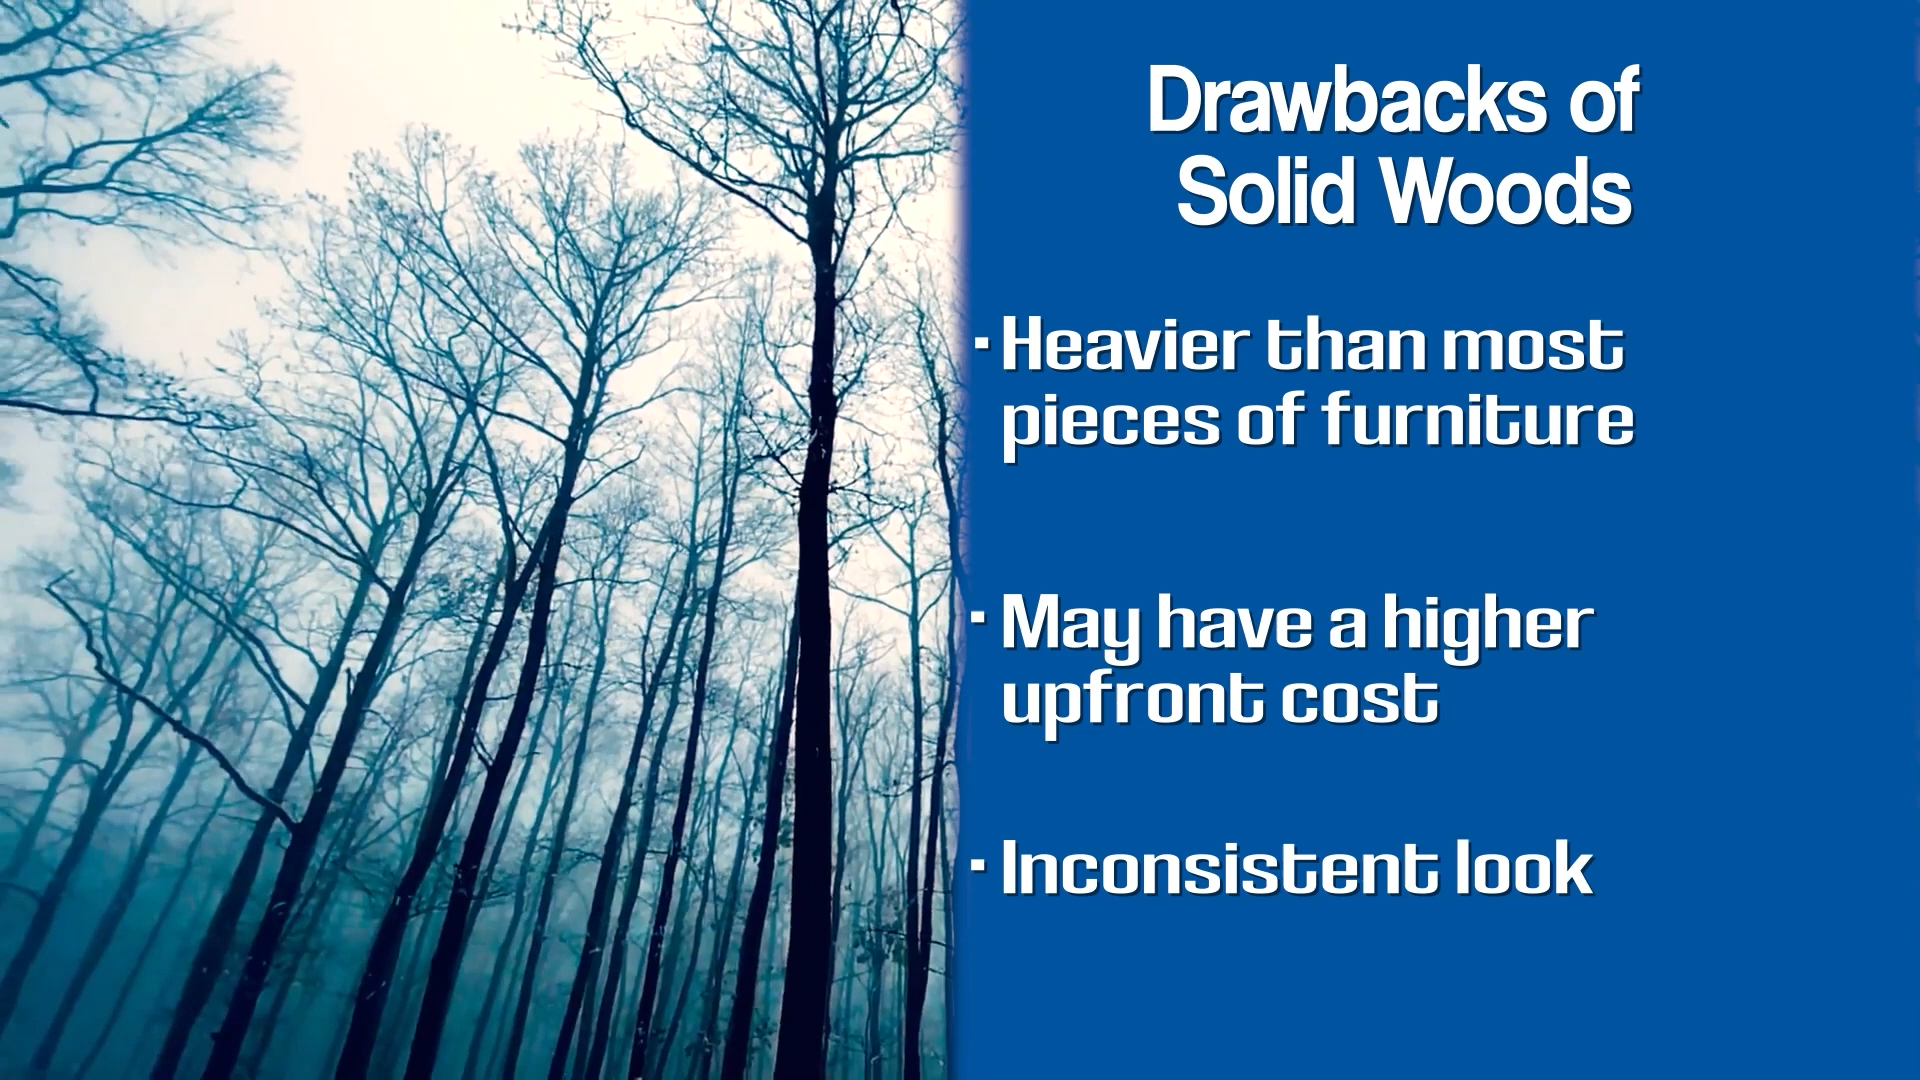 Drawbacks of
Solid Woods
· Heavier than most
pieces of furniture
· May have a higher
upfront cost
· Inconsistent look